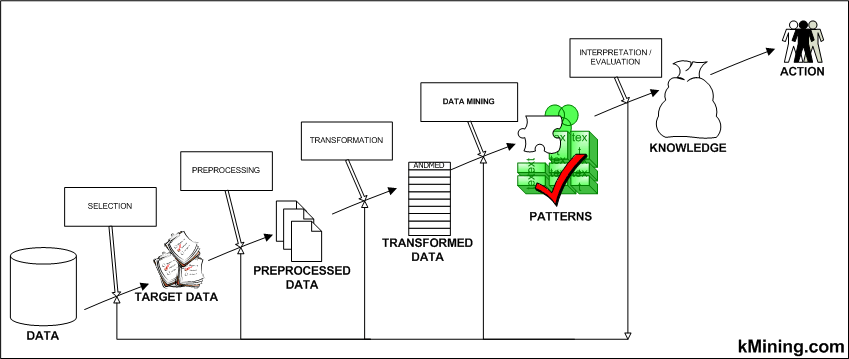 INTERPRETATION /
EVALUATION
ACTION
DATA MINING
KNOWLEDGE
TRANSFORMATION
PATTERNS
PREPROCESSING
ANDMED
TRANSFORMED
DATA
SELECTION
PREPROCESSED
DATA
TARGET DATA
DATA
kMining.com